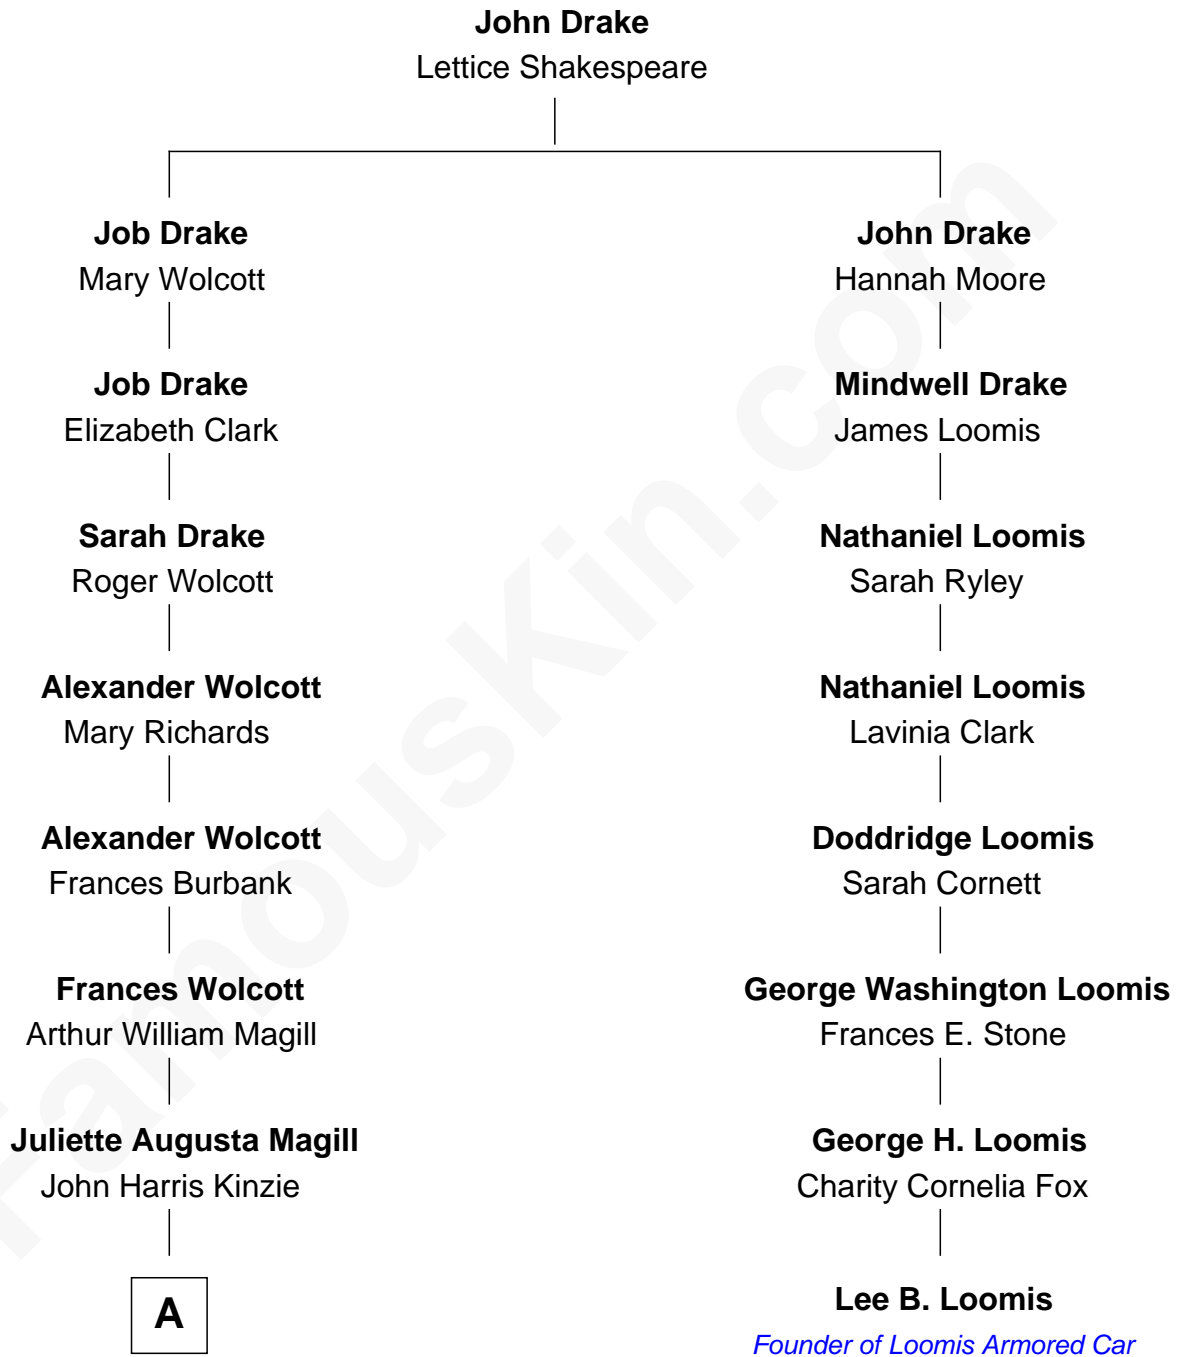 John Drake
Lettice Shakespeare
Job Drake
Mary Wolcott
Job Drake
Elizabeth Clark
Sarah Drake
Roger Wolcott
Alexander Wolcott
Mary Richards
Alexander Wolcott
Frances Burbank
Frances Wolcott
Arthur William Magill
Juliette Augusta Magill
John Harris Kinzie
A
John Drake
Hannah Moore
Mindwell Drake
James Loomis
Nathaniel Loomis
Sarah Ryley
Nathaniel Loomis
Lavinia Clark
Doddridge Loomis
Sarah Cornett
George Washington Loomis
Frances E. Stone
George H. Loomis
Charity Cornelia Fox
Lee B. Loomis
Founder of Loomis Armored Car
FamousKin.com